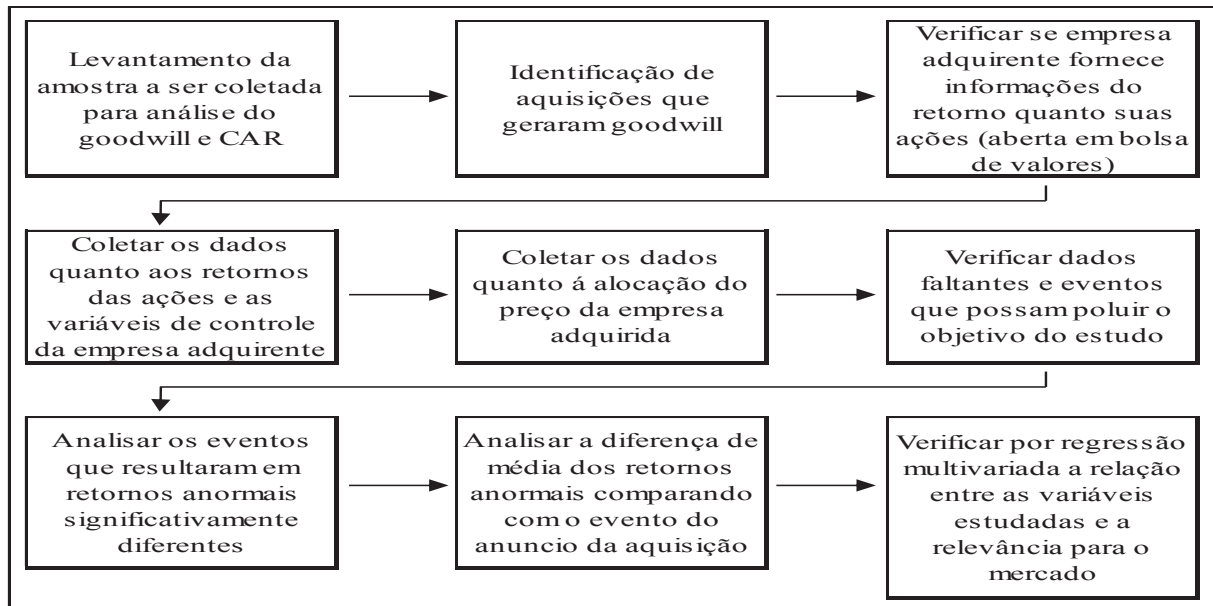 Levantamento da
amostra a ser coletada
para análise do
goodwill e CAR
Identificação de
aquisições que
geraram goodwill
Verificar se empresa
adquirente fornece
informações do
retorno quanto suas
ações (aberta em bolsa
de valores)
Coletar os dados
quanto aos retornos
das ações e as
variáveis de controle
da empresa adquirente
Coletar os dados
quanto á alocação do
preço da empresa
adquirida
Verificar dados
faltantes e eventos
que possam poluir o
objetivo do estudo
Analisar os eventos
que resultaram em
retornos anormais
significativamente
diferentes
Analisar a diferença de
média dos retornos
anormais comparando
com o evento do
anuncio da aquisição
Verificar por regressão
multivariada a relação
entre as variáveis
estudadas e a
relevância para o
mercado